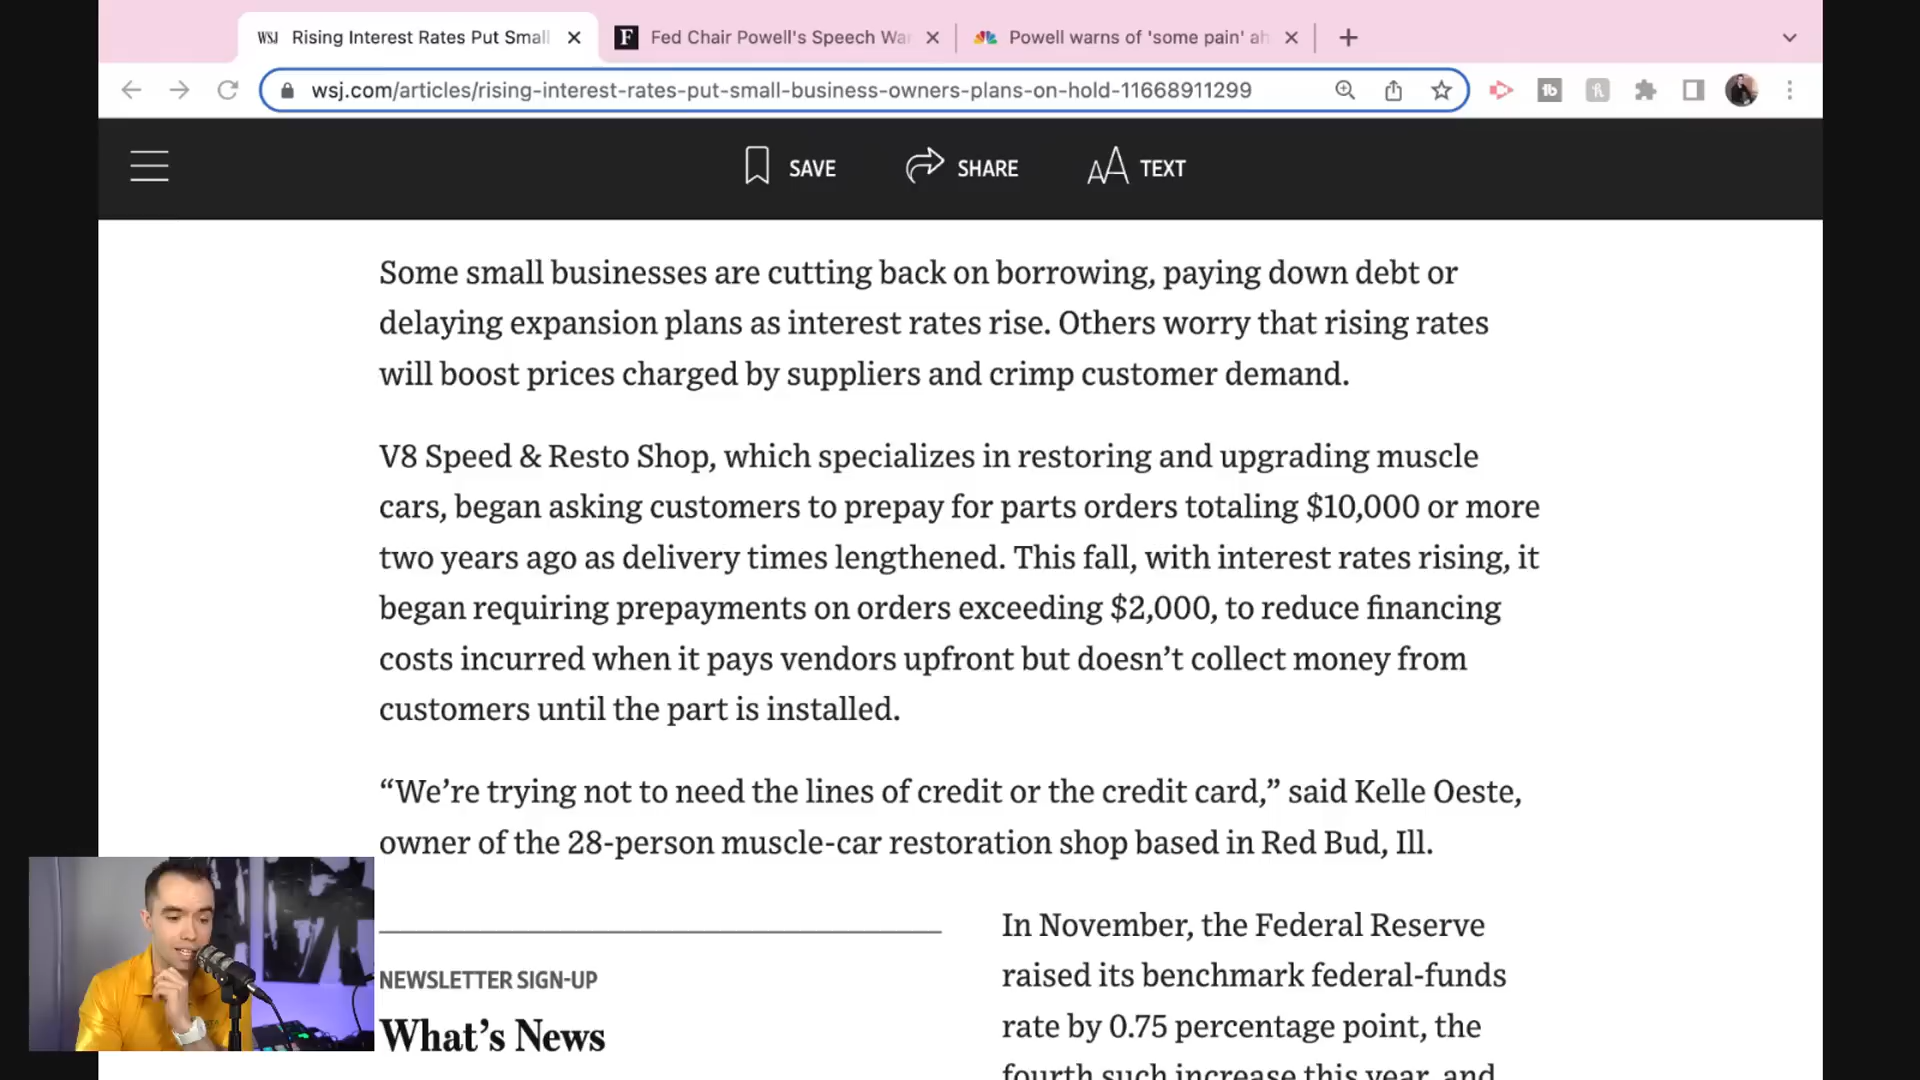 WSJ Rising Interest Rates Put Small
F Fed Chair Powell's Speech Wa
Powell warns of 'some pain' ah
wsj.com/articles/rising-interest-rates-put-small-business-owners-plans-on-hold-11668911299
tb
SAVE
SHARE
AA TEXT
Some small businesses are cutting back on borrowing, paying down debt or
delaying expansion plans as interest rates rise. Others worry that rising rates
will boost prices charged by suppliers and crimp customer demand.
V8 Speed & Resto Shop, which specializes in restoring and upgrading muscle
cars, began asking customers to prepay for parts orders totaling $10,000 or more
two years ago as delivery times lengthened. This fall, with interest rates rising, it
began requiring prepayments on orders exceeding $2,000, to reduce financing
costs incurred when it pays vendors upfront but doesn’t collect money from
customers until the part is installed.
“We’re trying not to need the lines of credit or the credit card,” said Kelle Oeste,
owner of the 28-person muscle-car restoration shop based in Red Bud, Ill.
NEWSLETTER SIGN-UP
What’s News
In November, the Federal Reserve
raised its benchmark federal-funds
rate by 0.75 percentage point, the
fourth such increase this year, and